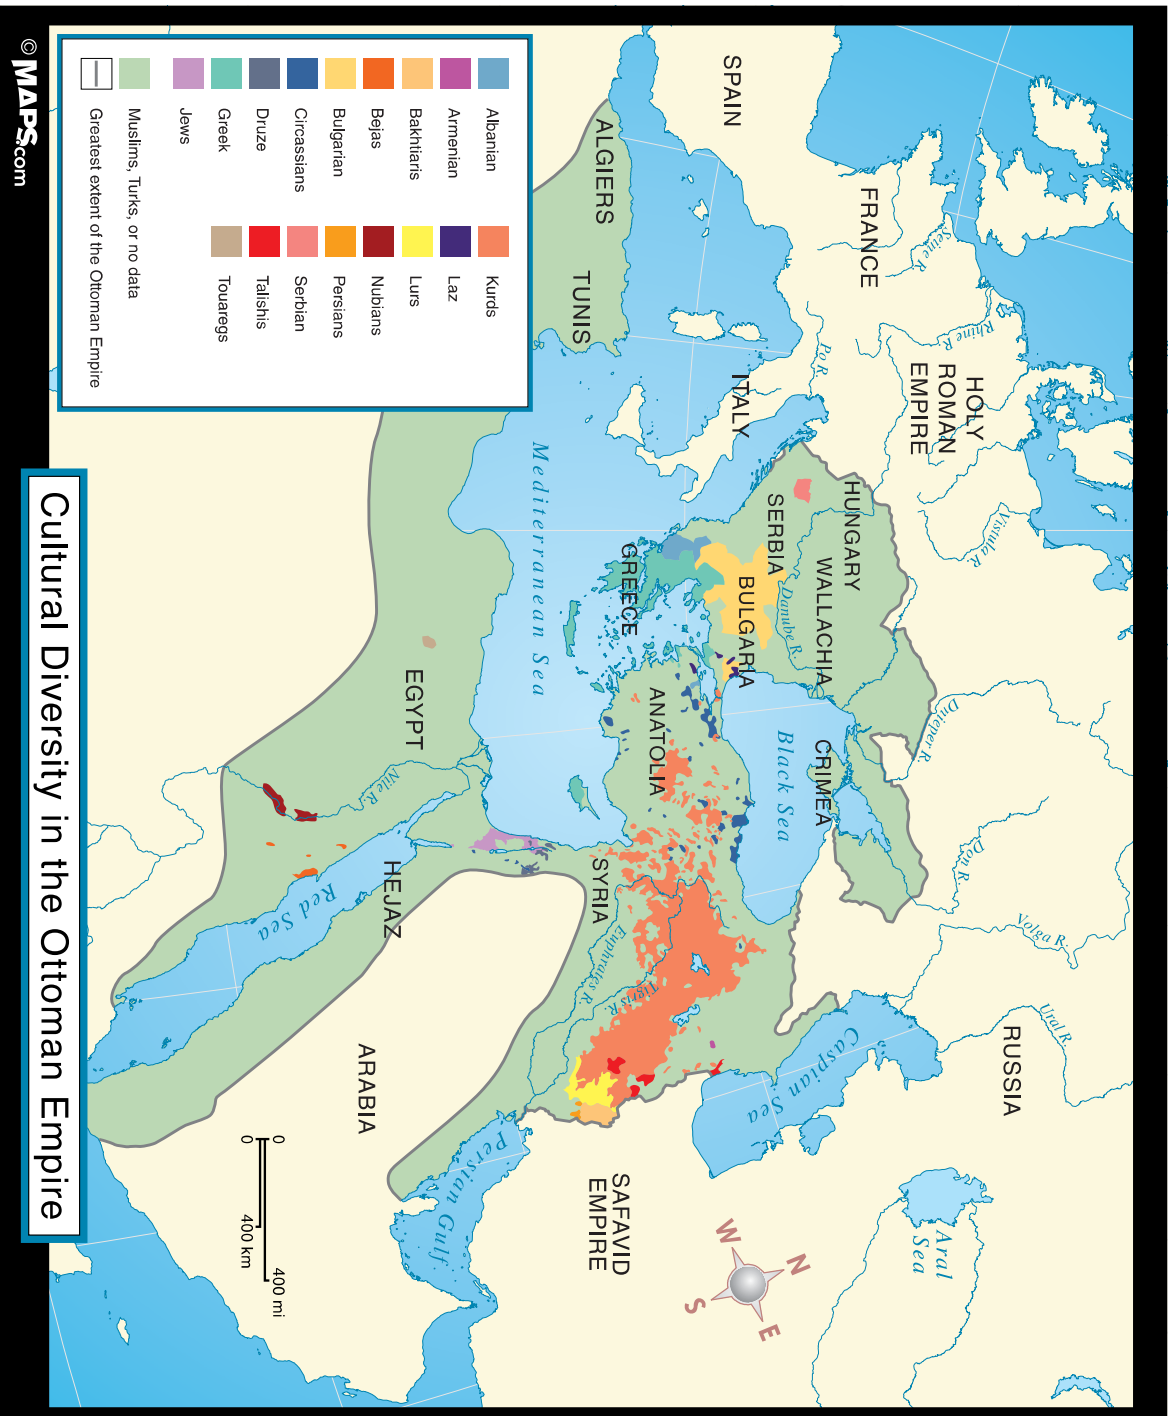 Cultural Diversity in the Ottoman Empire
SPAIN
FRANCE
HOLY
ROMAN
EMPIRE
ITALY
HUNGARY
WALLACHIA
SERBIA
BULGARIA
GREECE
CRIMEA
RUSSIA
ANATOLIA
SYRIA
SAFAVID
EMPIRE
ALGIERS
TUNIS
EGYPT
HEJAZ
ARABIA
Seine R.
Rhine R.
Po R.
Vistula R.
Danube R.
Dnieper R.
Don R.
Volga R.
Ural R.
Euphrates R.
Tigris R.
Nile R.
Mediterranean Sea
Black Sea
Caspian Sea
Aral
Sea
Red Sea
Persian Gulf
N
E
S
W
0
400 mi
0
400 km
Albanian
Armenian
Bakhtiaris
Bejas
Bulgarian
Circassians
Druze
Greek
Jews
Kurds
Laz
Lurs
Nubians
Persians
Serbian
Talishis
Touaregs
Muslims, Turks, or no data
Greatest extent of the Ottoman Empire
© MAPS.com